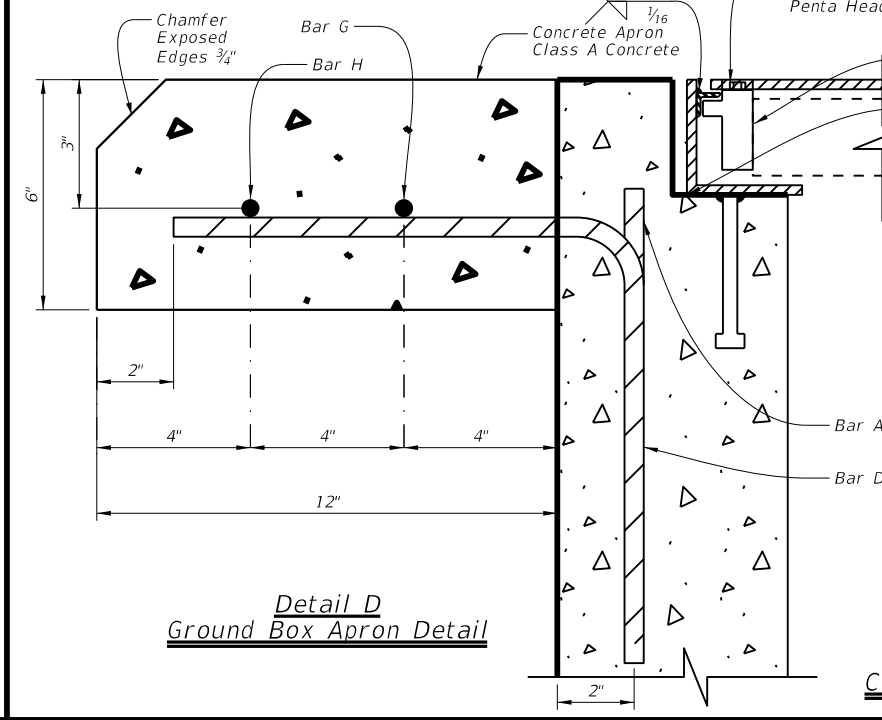 Chamfer
Exposed
Edges ¾"
Bar G
Bar H
1/16
Concrete Apron
Class A Concrete
Penta Head
3"
6"
2"
4"
4"
4"
12"
Bar A
Bar D
Detail D
Ground Box Apron Detail
2"
C